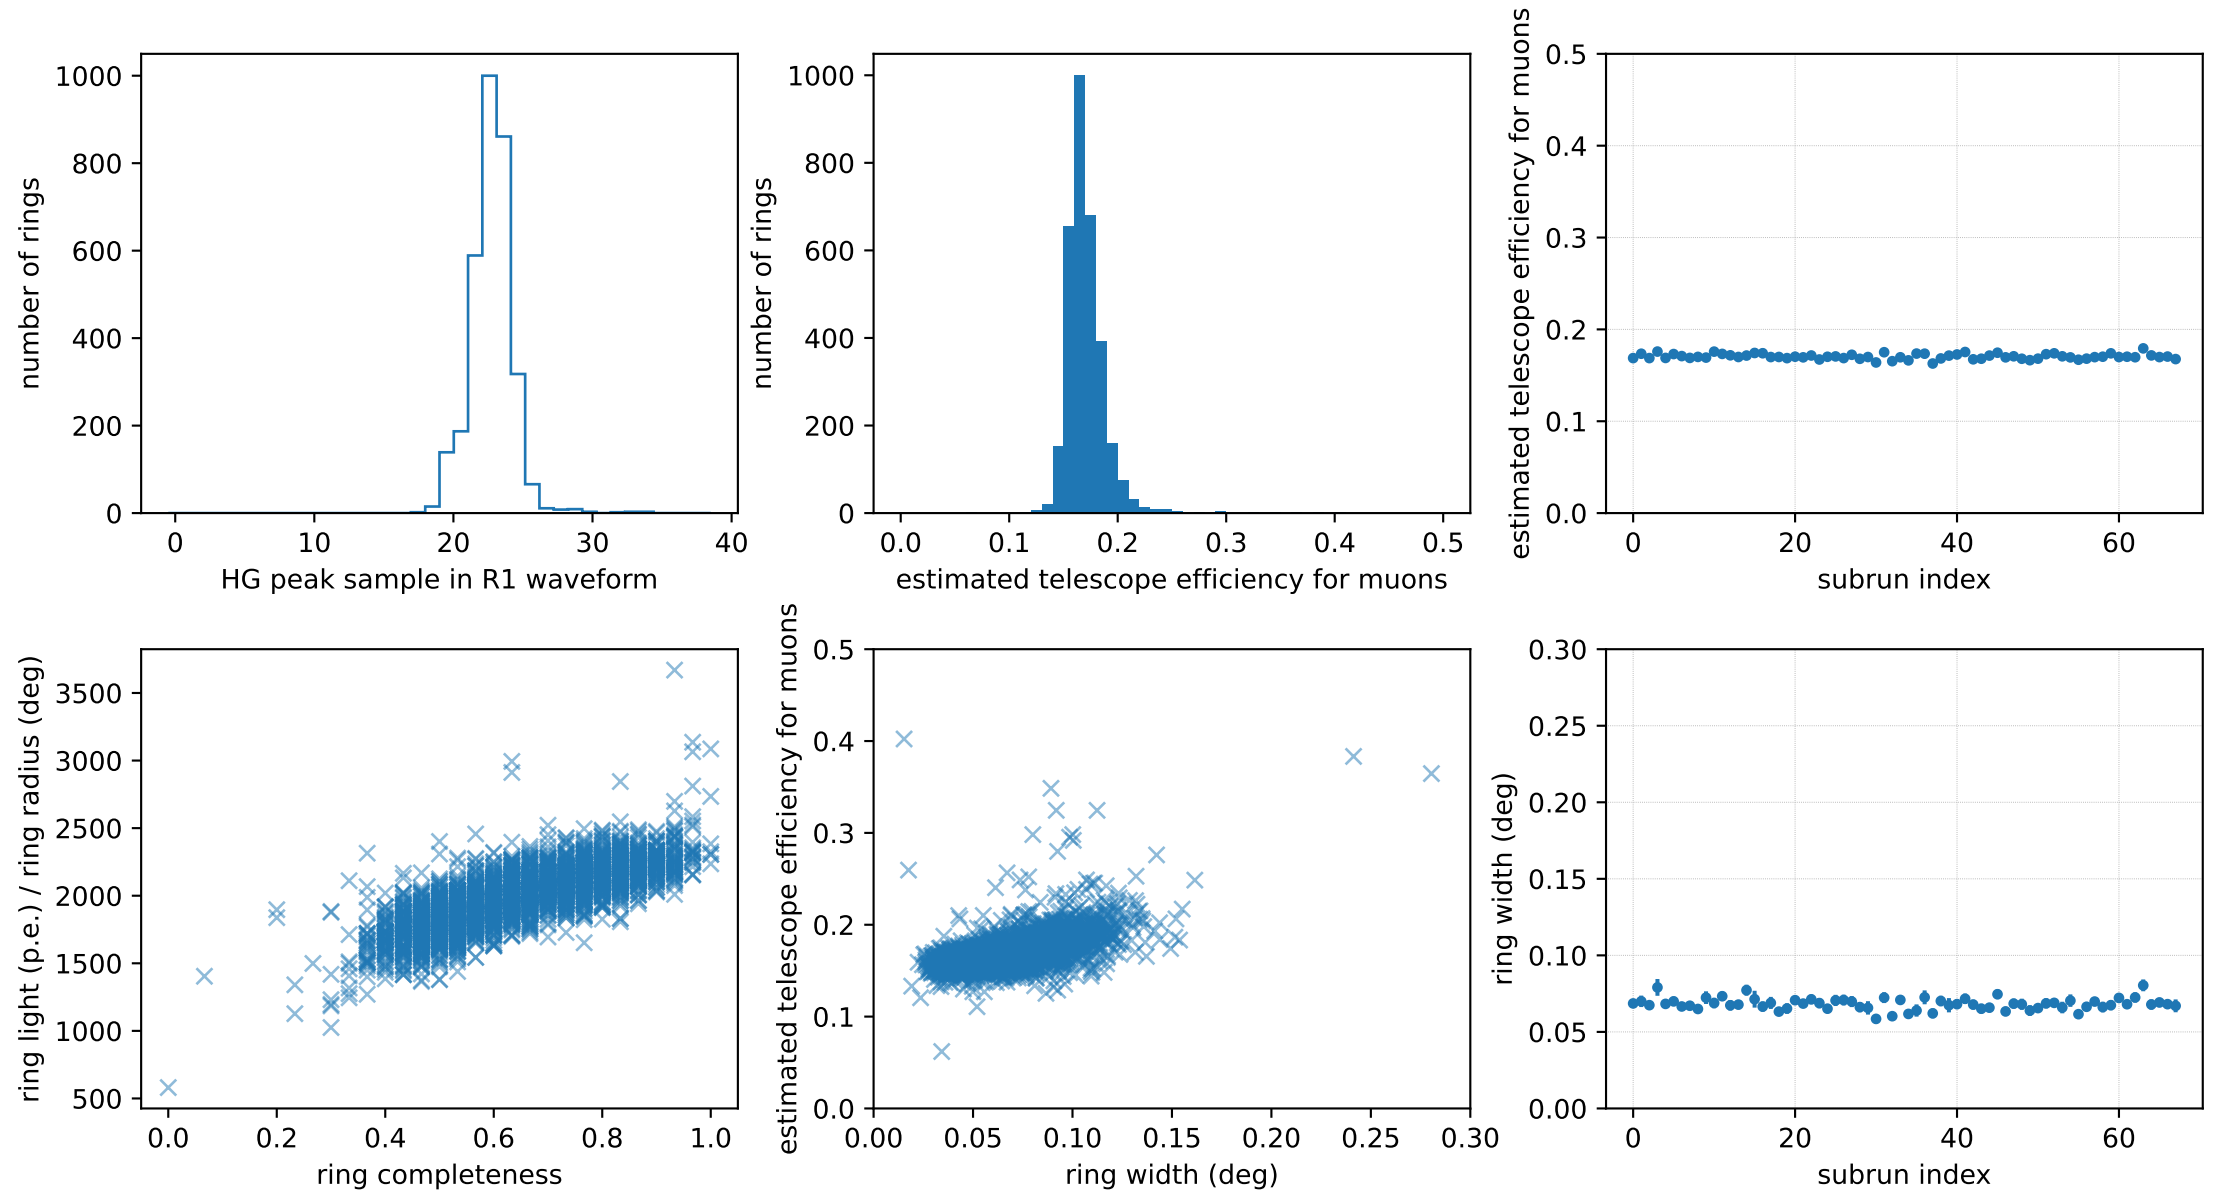 1000
800
600
400
200
0
number of rings
0 10 20 30 40
HG peak sample in R1 waveform
1000
800
600
400
200
0
number of rings
0.0 0.1 0.2 0.3 0.4 0.5
estimated telescope efficiency for muons
0.5
0.4
0.3
0.2
0.1
0.0
estimated telescope efficiency for muons
0 20 40 60
subrun index
3500
3000
2500
2000
1500
1000
500
ring light (p.e.) / ring radius (deg)
0.0 0.2 0.4 0.6 0.8 1.0
ring completeness
0.5
0.4
0.3
0.2
0.1
0.0
estimated telescope efficiency for muons
0.00 0.05 0.10 0.15 0.20 0.25 0.30
ring width (deg)
0.30
0.25
0.20
0.15
0.10
0.05
0.00
ring width (deg)
0 20 40 60
subrun index